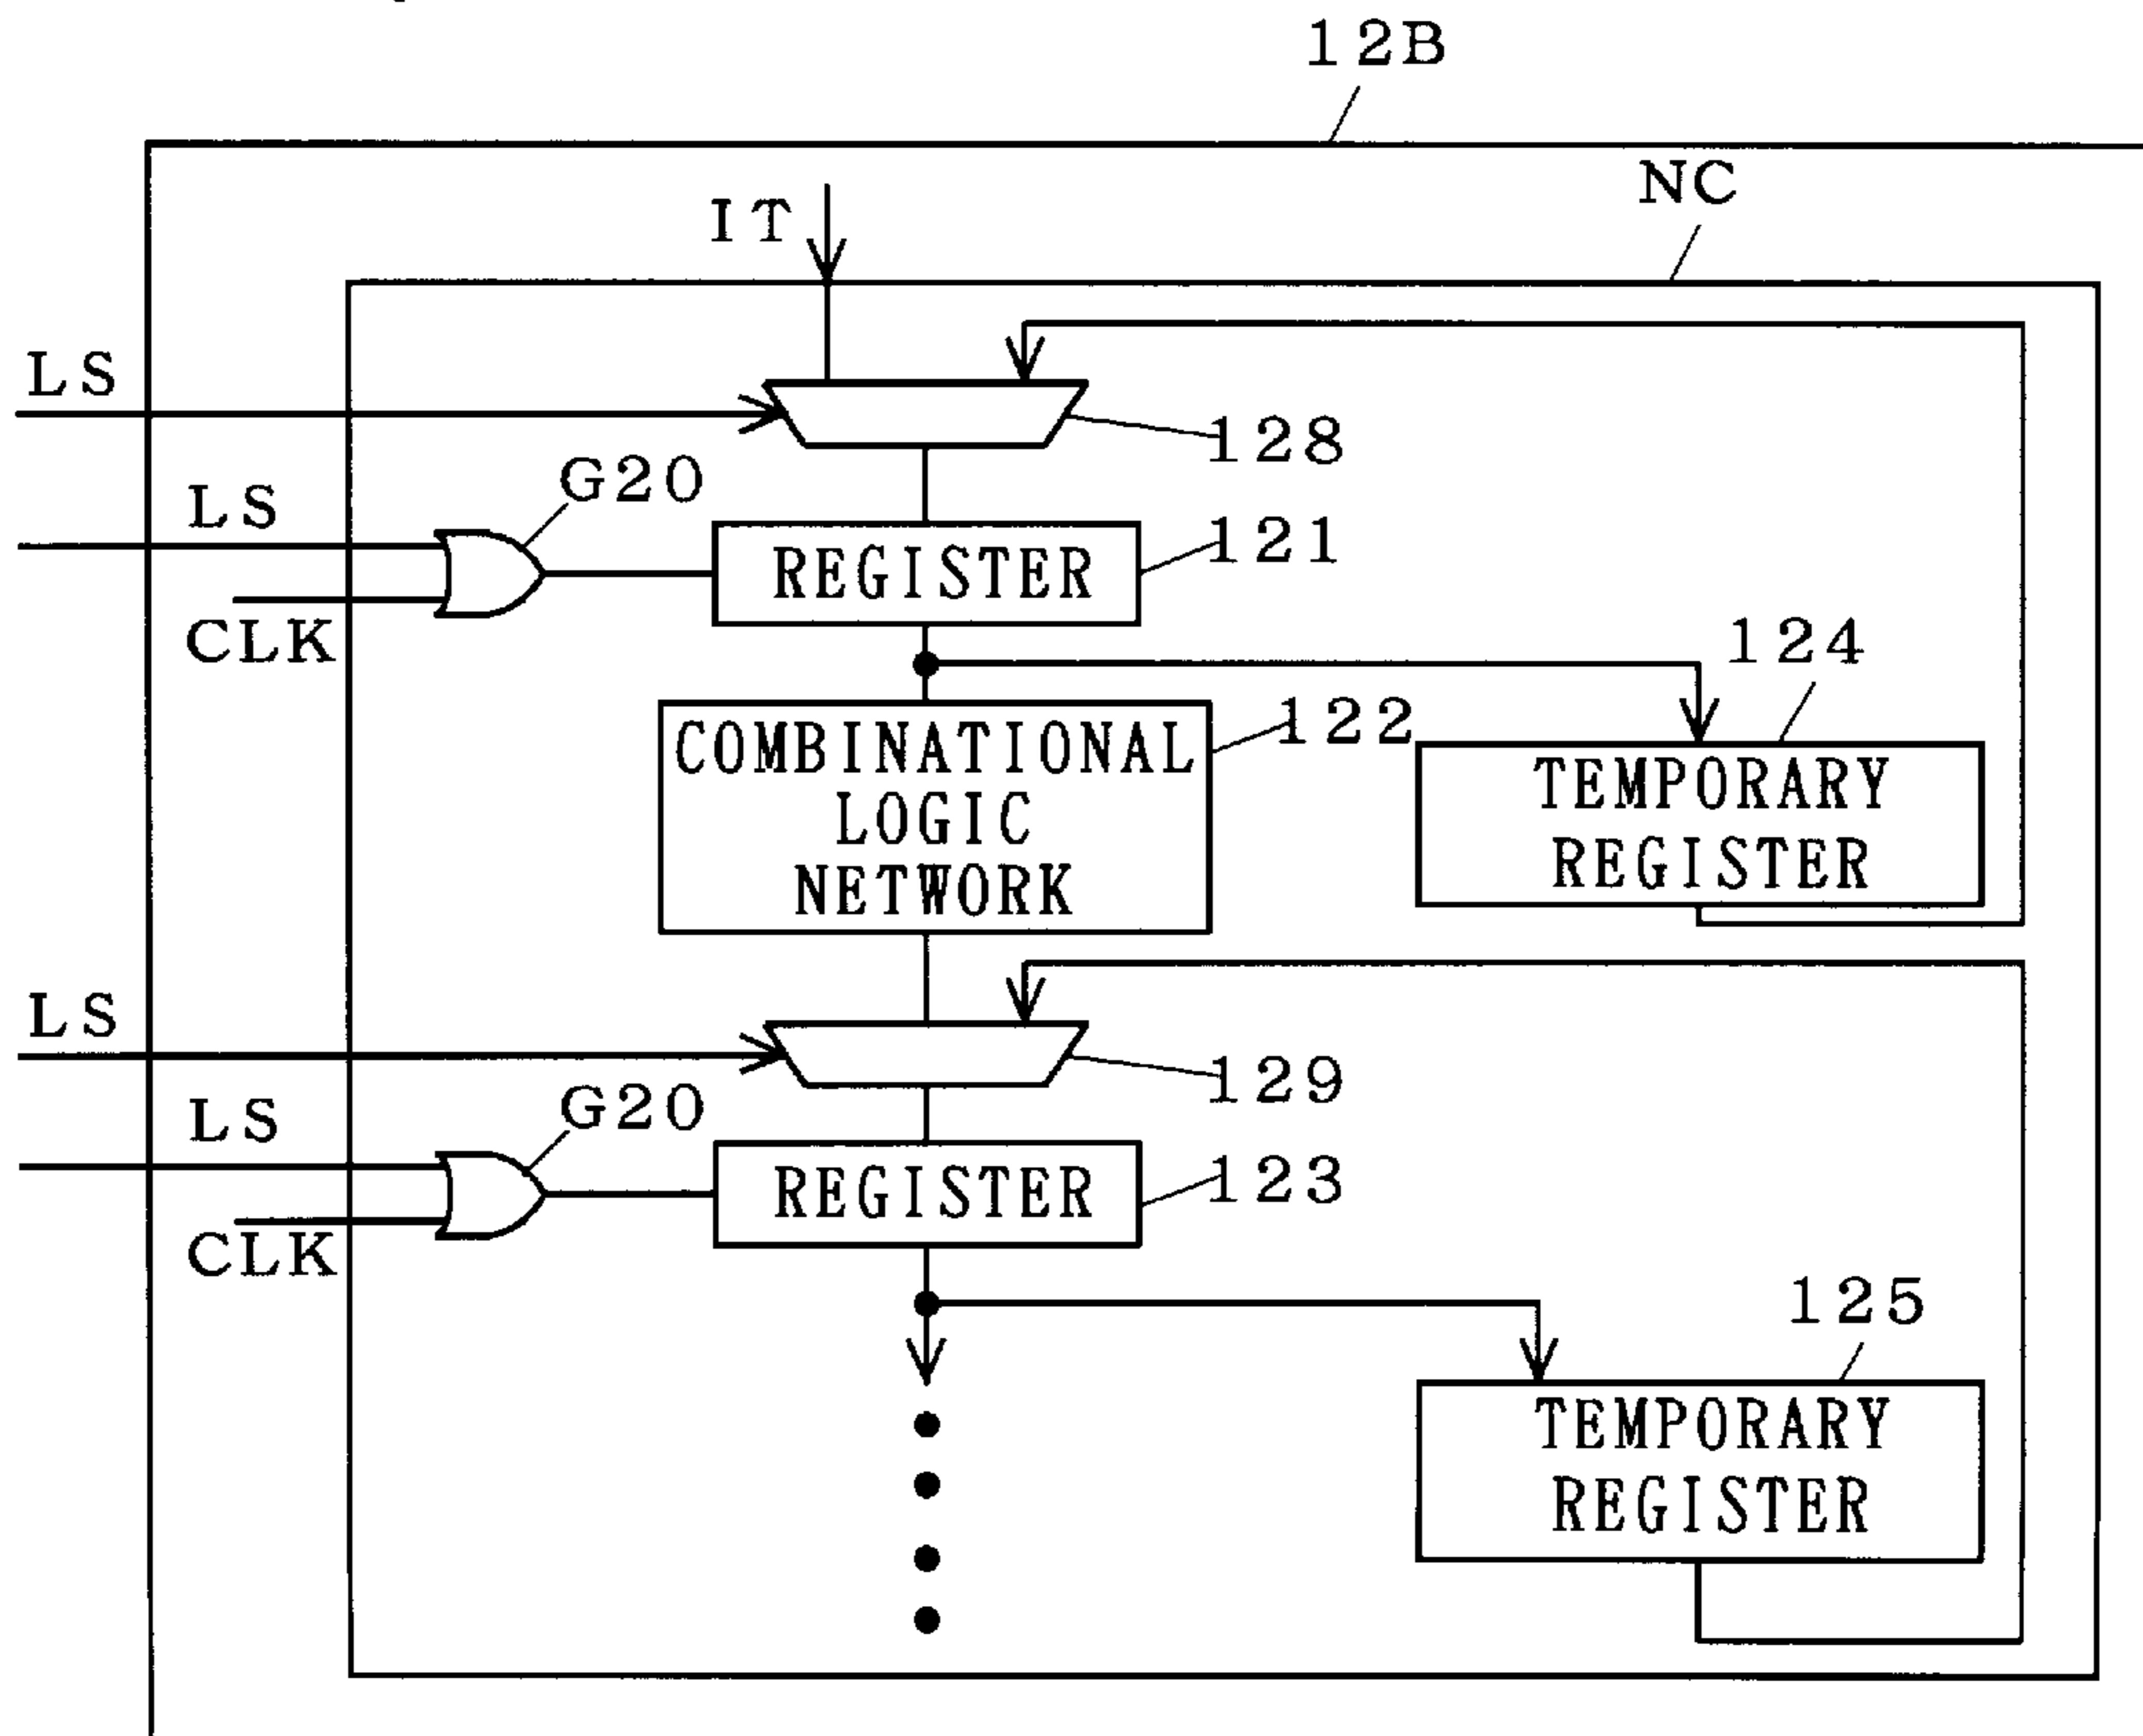 12B
NC
IT
LS
128
G20
LS
121
REGISTER
CLK
124
122
COMBINATIONAL
LOGIC
NETWORK
TEMPORARY
REGISTER
LS
129
G20
LS
123
REGISTER
CLK
125
TEMPORARY
REGISTER